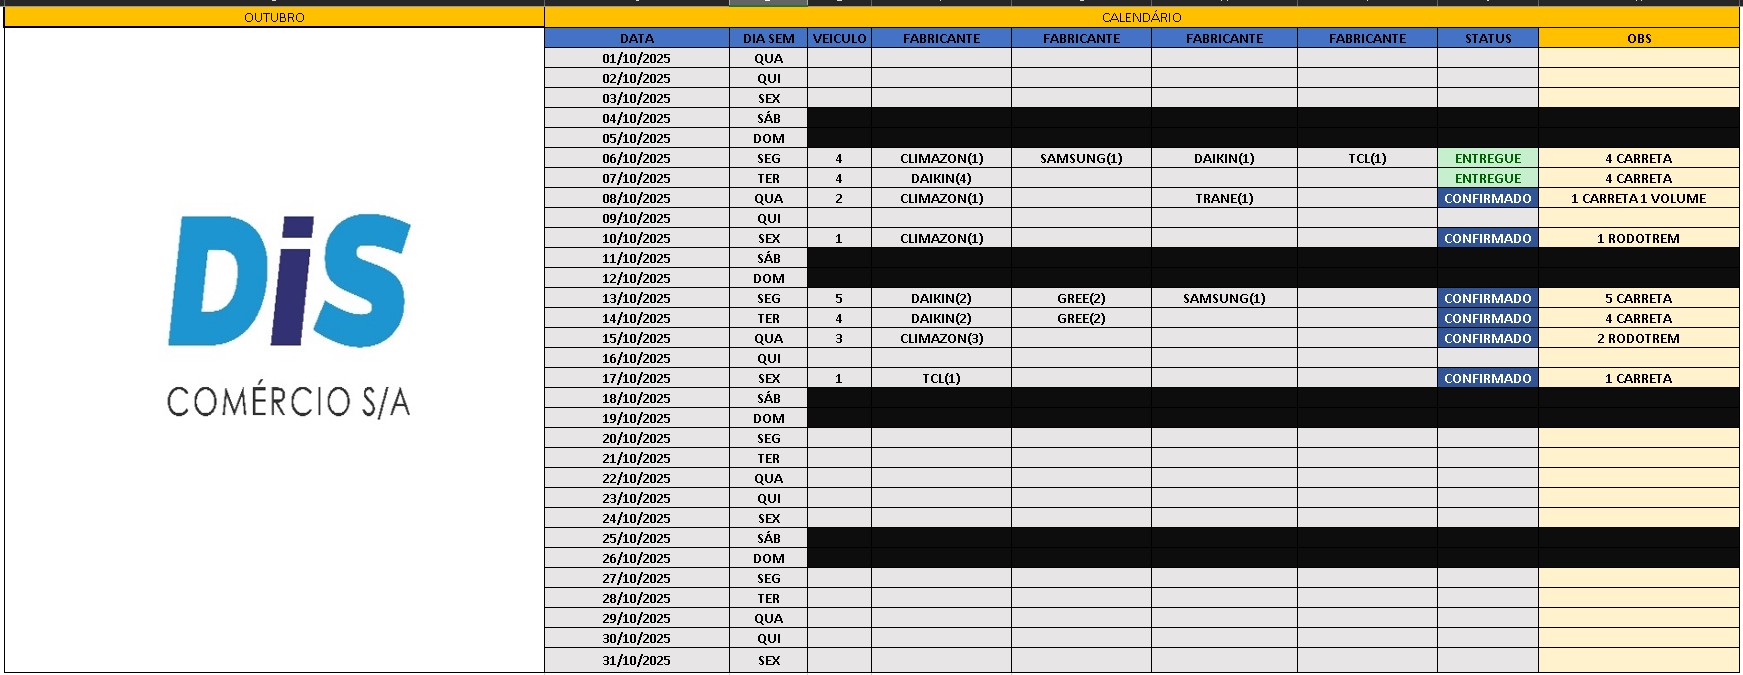 OUTUBRO CALENDÁRIO
DATA DIA SEM VEICULO FABRICANTE FABRICANTE FABRICANTE FABRICANTE STATUS OBS
01/10/2025 QUA
02/10/2025 QUI
03/10/2025 SEX
04/10/2025 SÁB
05/10/2025 DOM
06/10/2025 SEG 4 CLIMAZON(1) SAMSUNG(1) DAIKIN(1) TCL(1) ENTREGUE 4 CARRETA
07/10/2025 TER 4 DAIKIN(4) ENTREGUE 4 CARRETA
08/10/2025 QUA 2 CLIMAZON(1) TRANE(1) CONFIRMADO 1 CARRETA 1 VOLUME
09/10/2025 QUI
10/10/2025 SEX 1 CLIMAZON(1) CONFIRMADO 1 RODOTREM
11/10/2025 SÁB
12/10/2025 DOM
13/10/2025 SEG 5 DAIKIN(2) GREE(2) SAMSUNG(1) CONFIRMADO 5 CARRETA
14/10/2025 TER 4 DAIKIN(2) GREE(2) CONFIRMADO 4 CARRETA
15/10/2025 QUA 3 CLIMAZON(3) CONFIRMADO 2 RODOTREM
16/10/2025 QUI
17/10/2025 SEX 1 TCL(1) CONFIRMADO 1 CARRETA
18/10/2025 SÁB
19/10/2025 DOM
20/10/2025 SEG
21/10/2025 TER
22/10/2025 QUA
23/10/2025 QUI
24/10/2025 SEX
25/10/2025 SÁB
26/10/2025 DOM
27/10/2025 SEG
28/10/2025 TER
29/10/2025 QUA
30/10/2025 QUI
31/10/2025 SEX
DiS
COMÉRCIO S/A